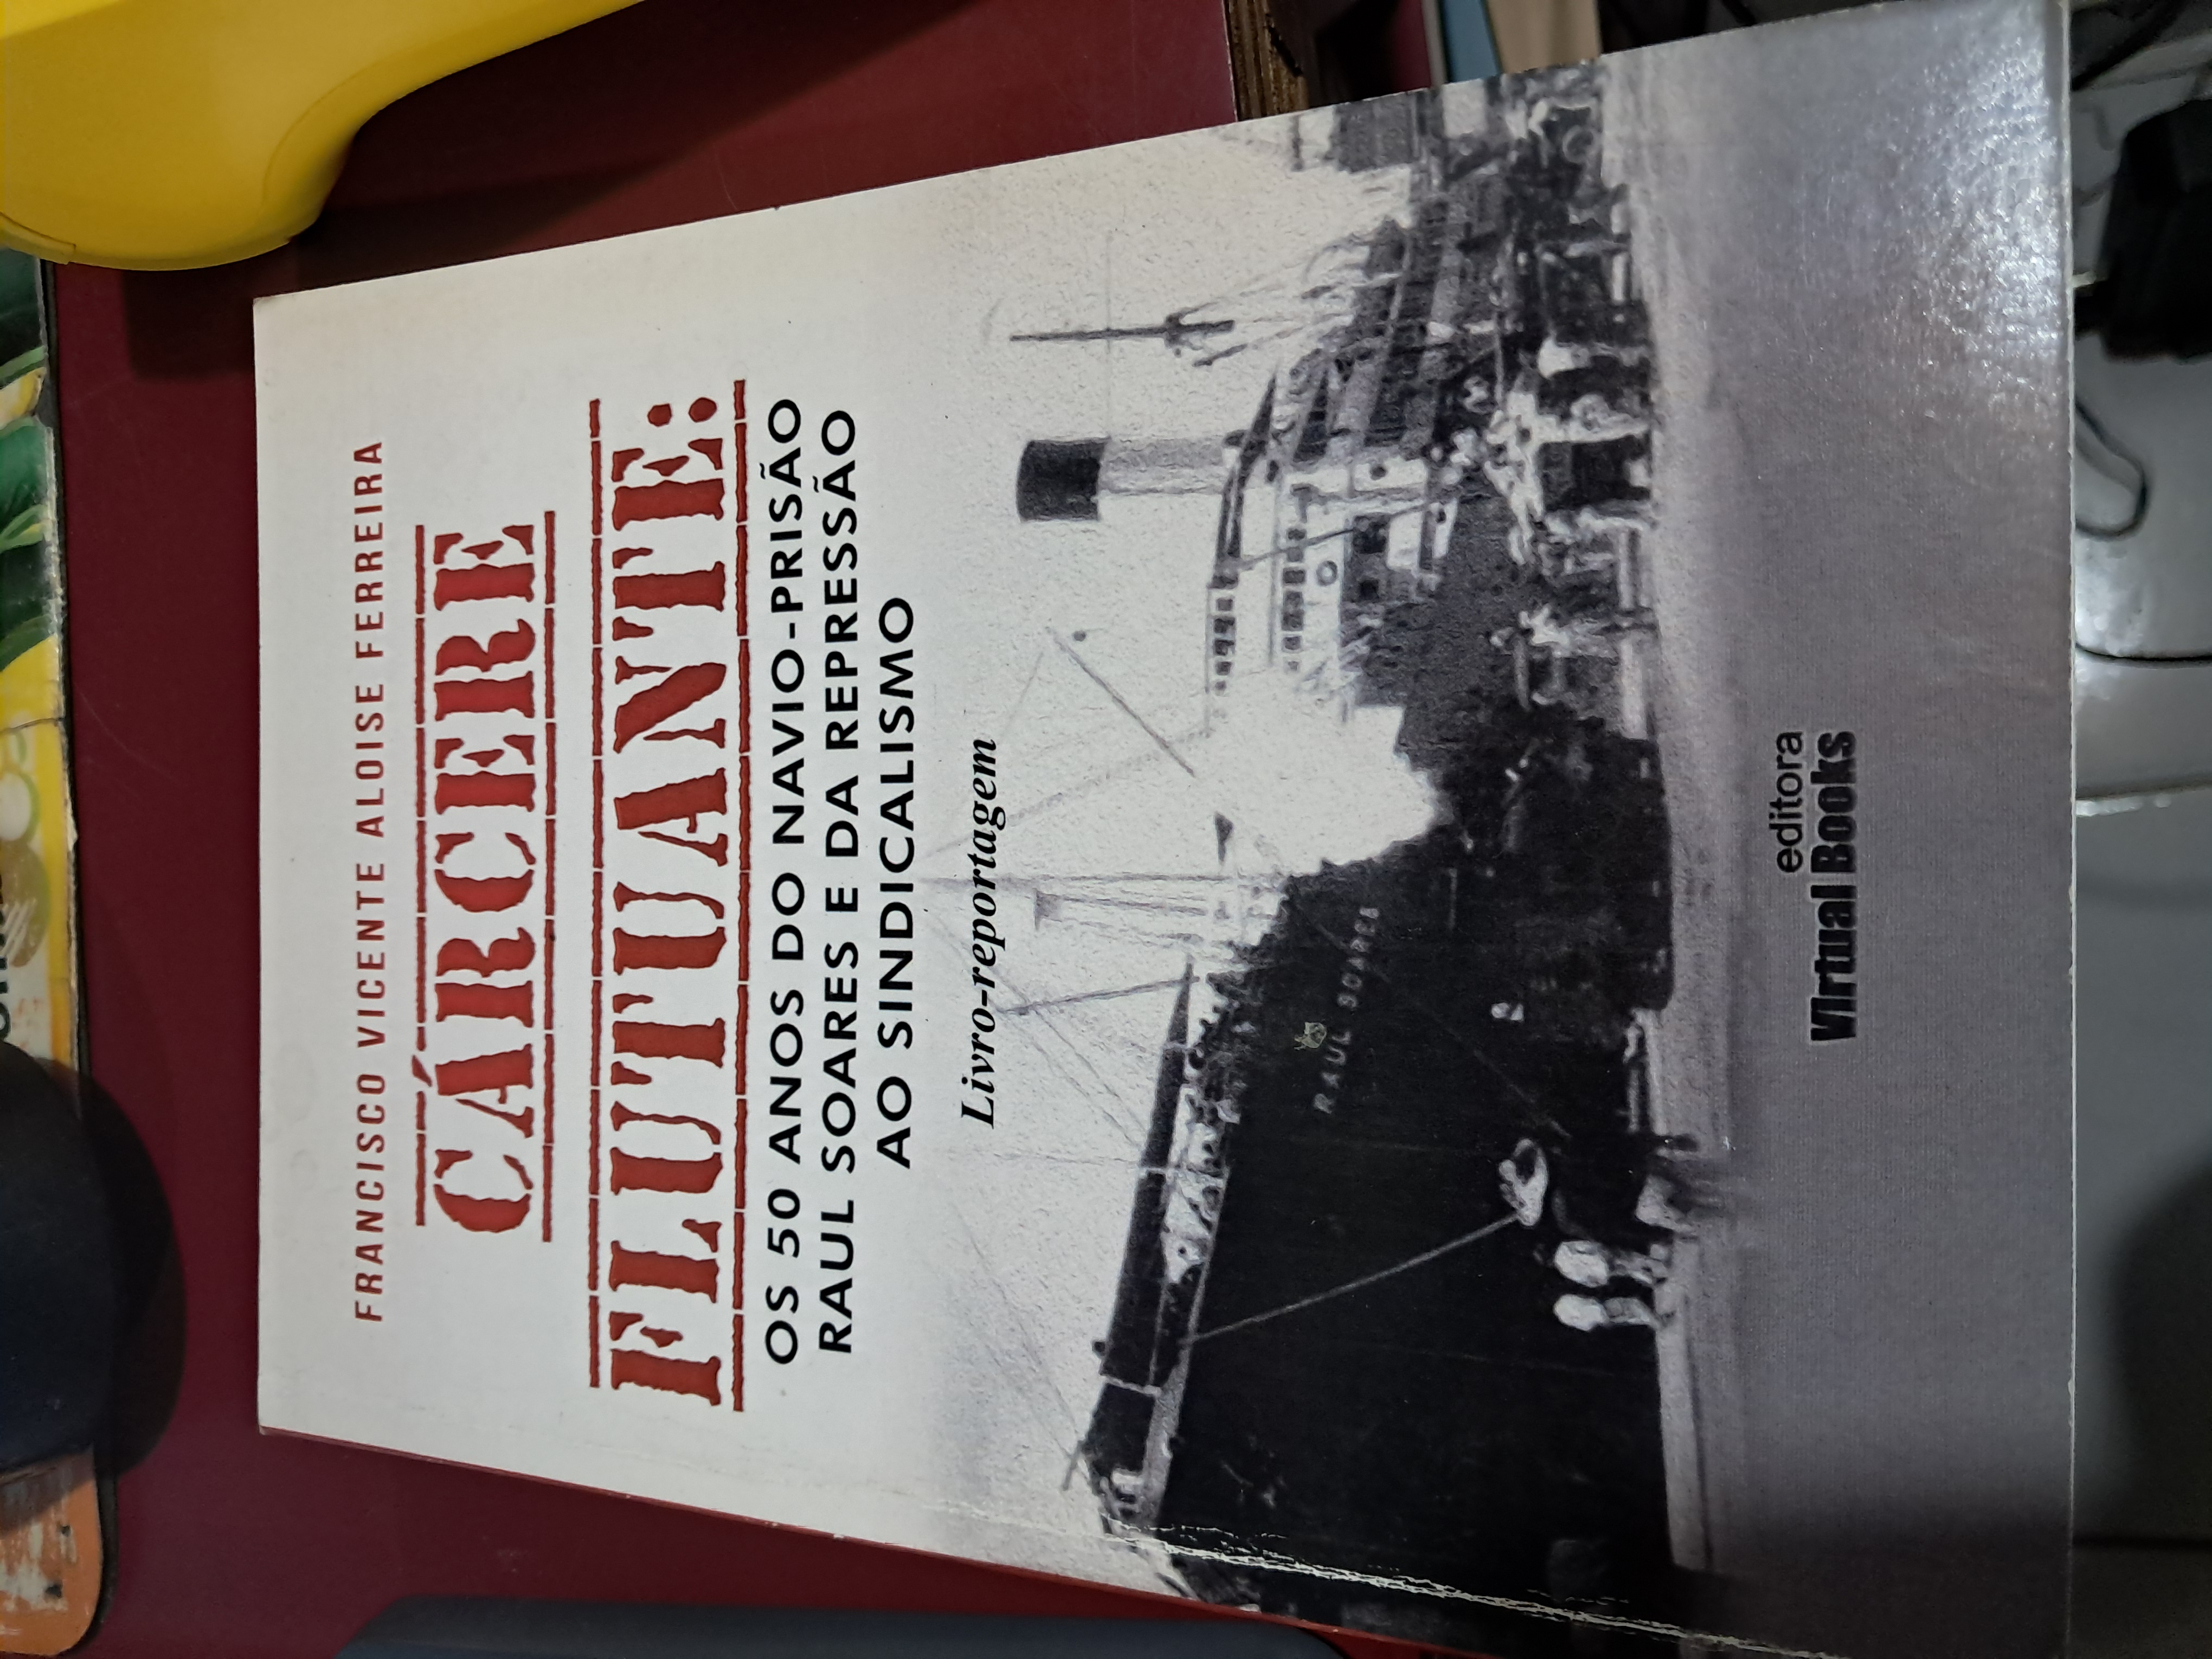 FRANCISCO VICENTE ALOISE FERREIRA
CÁRCERE
FLUTUANTE:
OS 50 ANOS DO NAVIO-PRISÃO
RAUL SOARES E DA REPRESSÃO
AO SINDICALISMO
Livro-reportagem
RAUL SOARES
editora
Virtual Books